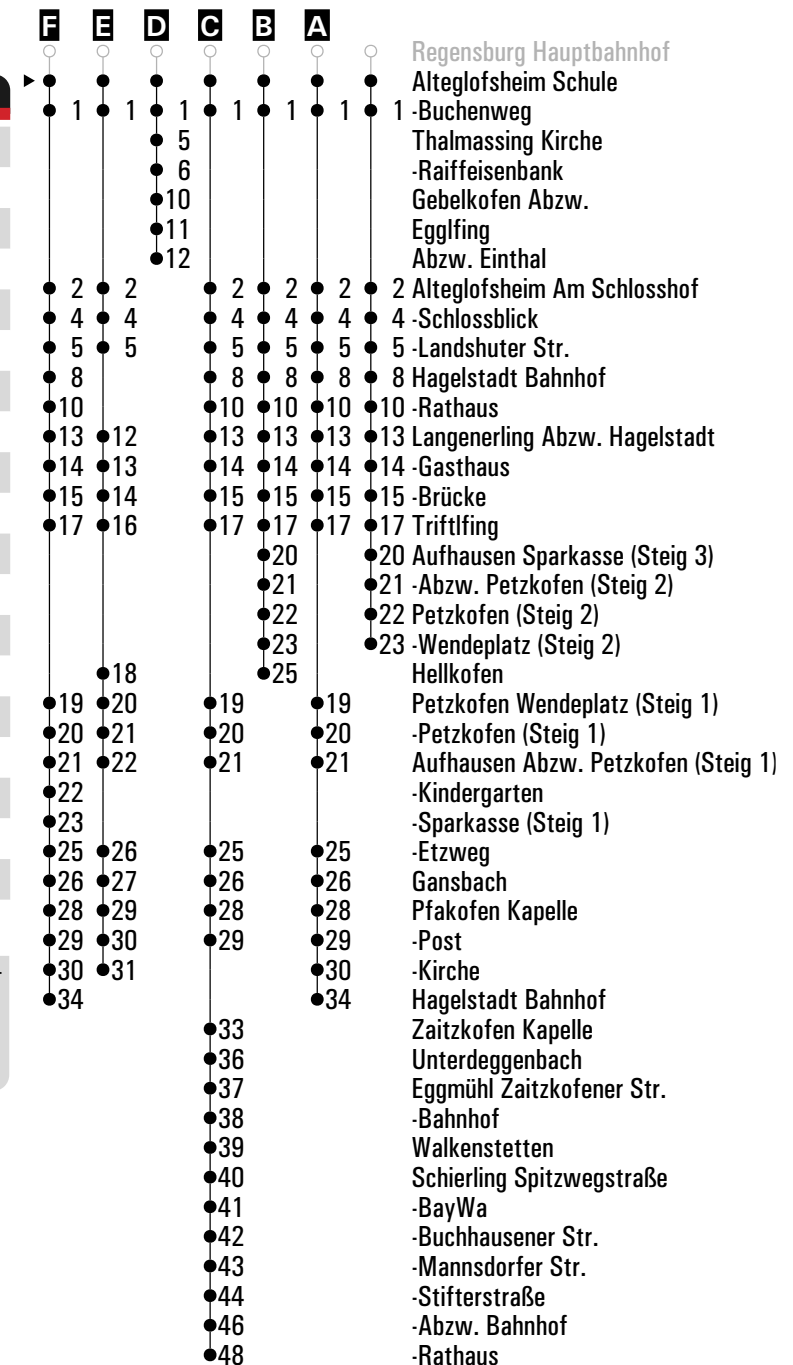 F E D C B A
Regensburg Hauptbahnhof
Alteglofsheim Schule
1 1 1 1 1 1 1 -Buchenweg
5 Thalmassing Kirche
6 -Raiffeisenbank
10 Gebelkofen Abzw.
11 Egglfing
12 Abzw. Einthal
2 2 2 2 2 2 Alteglofsheim Am Schlosshof
4 4 4 4 4 4 -Schlossblick
5 5 5 5 5 5 -Landshuter Str.
8 8 8 8 8 Hagelstadt Bahnhof
10 10 10 10 10 -Rathaus
13 12 13 13 13 13 Langenerling Abzw. Hagelstadt
14 13 14 14 14 14 -Gasthaus
15 14 15 15 15 15 -Brücke
17 16 17 17 17 17 Triftlfing
20 20 Aufhausen Sparkasse (Steig 3)
21 21 -Abzw. Petzkofen (Steig 2)
22 22 Petzkofen (Steig 2)
23 23 -Wendeplatz (Steig 2)
18 25 Hellkofen
19 20 19 19 Petzkofen Wendeplatz (Steig 1)
20 21 20 20 -Petzkofen (Steig 1)
21 22 21 21 Aufhausen Abzw. Petzkofen (Steig 1)
22 -Kindergarten
23 -Sparkasse (Steig 1)
25 26 25 25 -Etzweg
26 27 26 26 Gansbach
28 29 28 28 Pfakofen Kapelle
29 30 29 29 -Post
30 31 30 -Kirche
34 34 Hagelstadt Bahnhof
33 Zaitzkofen Kapelle
36 Unterdeggenbach
37 Eggmühl Zaitzkofener Str.
38 -Bahnhof
39 Walkenstetten
40 Schierling Spitzwegstraße
41 -BayWa
42 -Buchhausener Str.
43 -Mannsdorfer Str.
44 -Stifterstraße
46 -Abzw. Bahnhof
48 -Rathaus